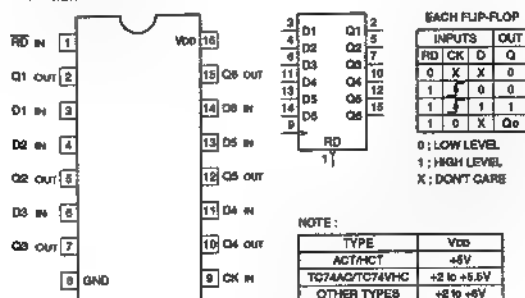 RD IN 1
Q1 OUT 2
D1 IN 3
D2 IN 4
Q2 OUT 5
D3 IN 6
Q3 OUT 7
8 GND
VDD 16
15 Q6 OUT
14 D6 IN
13 D5 IN
12 Q5 OUT
11 D4 IN
10 Q4 OUT
9 CK IN
3 D1 Q1 2
4 D2 Q2 5
6 D3 Q3 7
11 D4 Q4 10
13 D5 Q5 12
14 D6 Q6 15
9
RD
1
EACH FLIP-FLOP
INPUTS OUT
RD CK D Q
0 X X 0
1 0 0
1 1 1
1 0 X Qo
0 ; LOW LEVEL
1 ; HIGH LEVEL
X ; DON'T CARE
NOTE :
TYPE VDD
ACT/HCT +5V
TC74AC/TC74VHC +2 to +5.5V
OTHER TYPES +2 to +6V